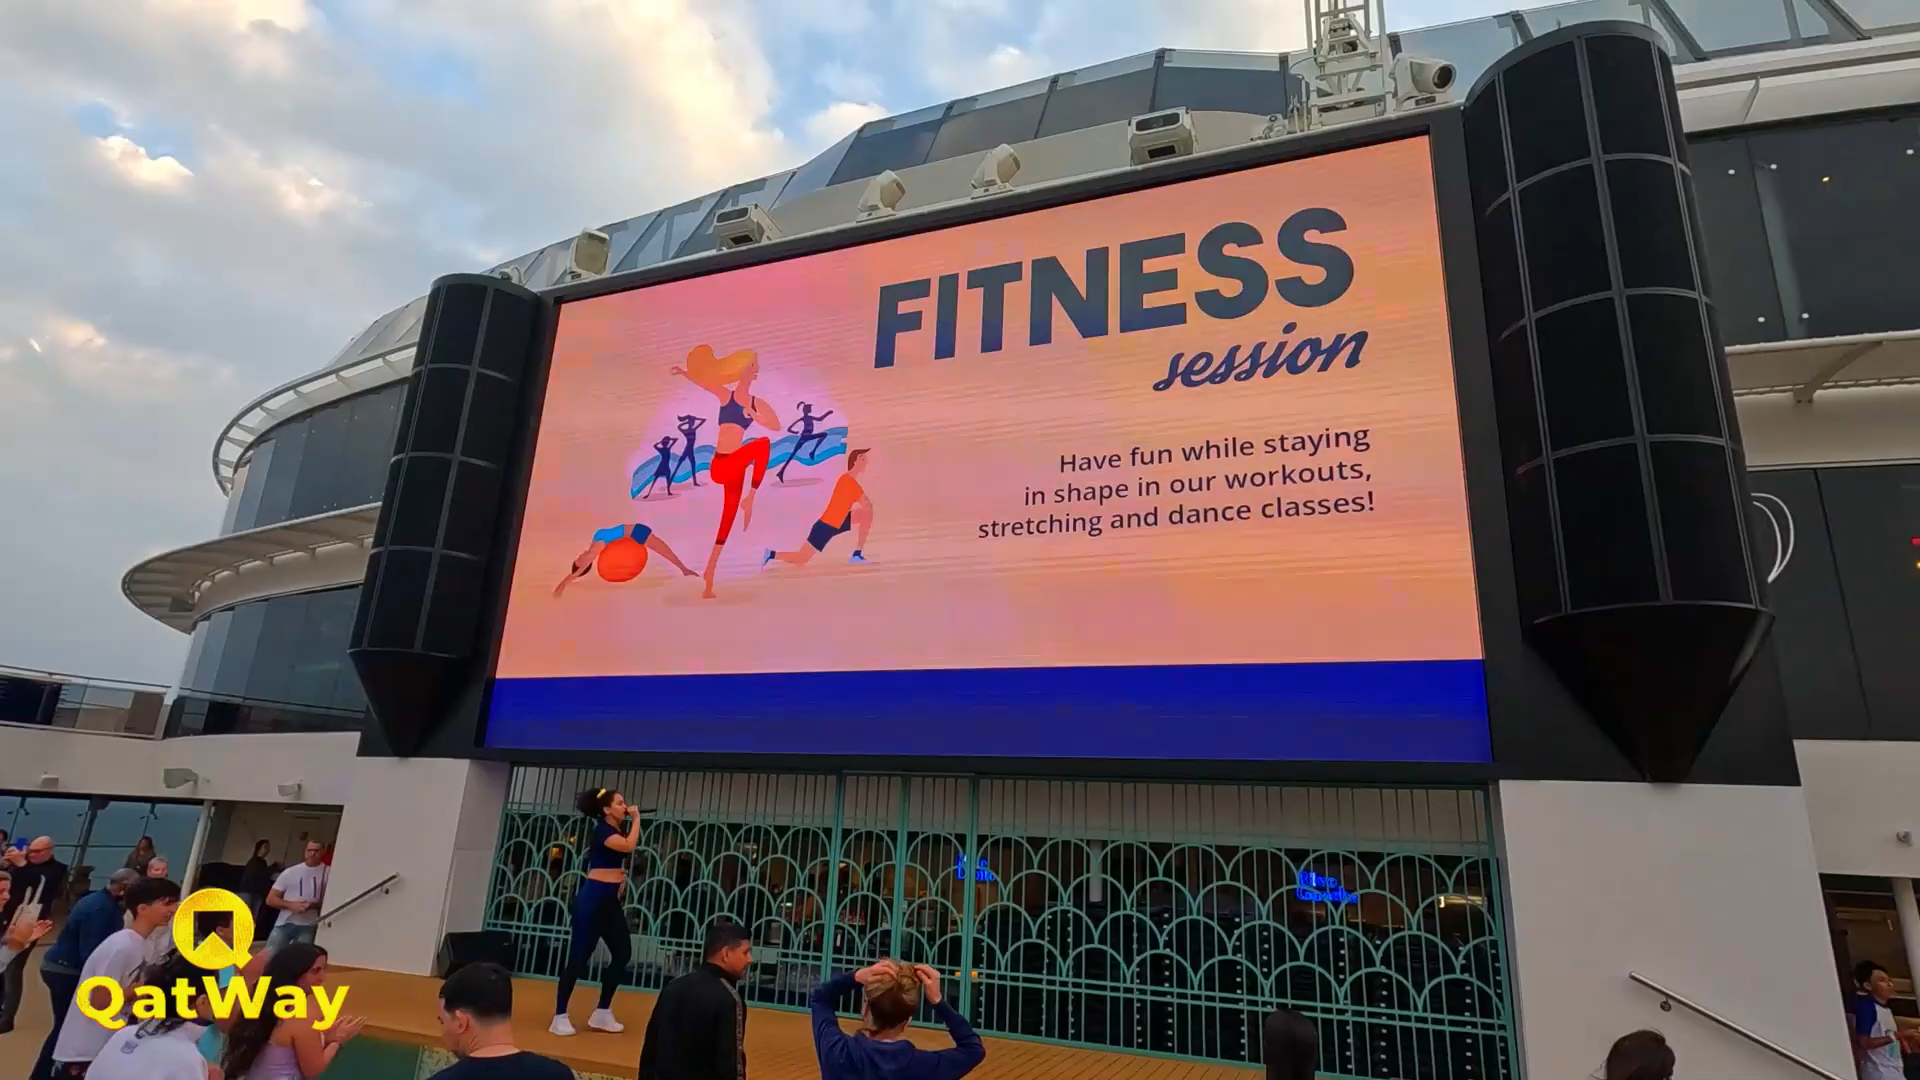 FITNESS
session
Have fun while staying
in shape in our workouts,
stretching and dance classes!
QatWay